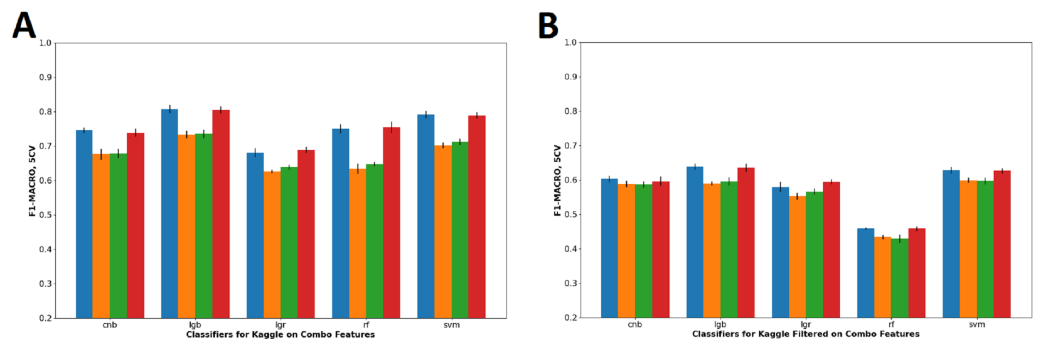 A
1.0
0.9
0.8
0.7
0.6
0.5
0.4
0.3
0.2
F1-MACRO, 5CV
cnb lgb lgr rf svm
Classifiers for Kaggle on Combo Features
B
1.0
0.9
0.8
0.7
0.6
0.5
0.4
0.3
0.2
F1-MACRO, 5CV
cnb lgb lgr rf svm
Classifiers for Kaggle Filtered on Combo Features